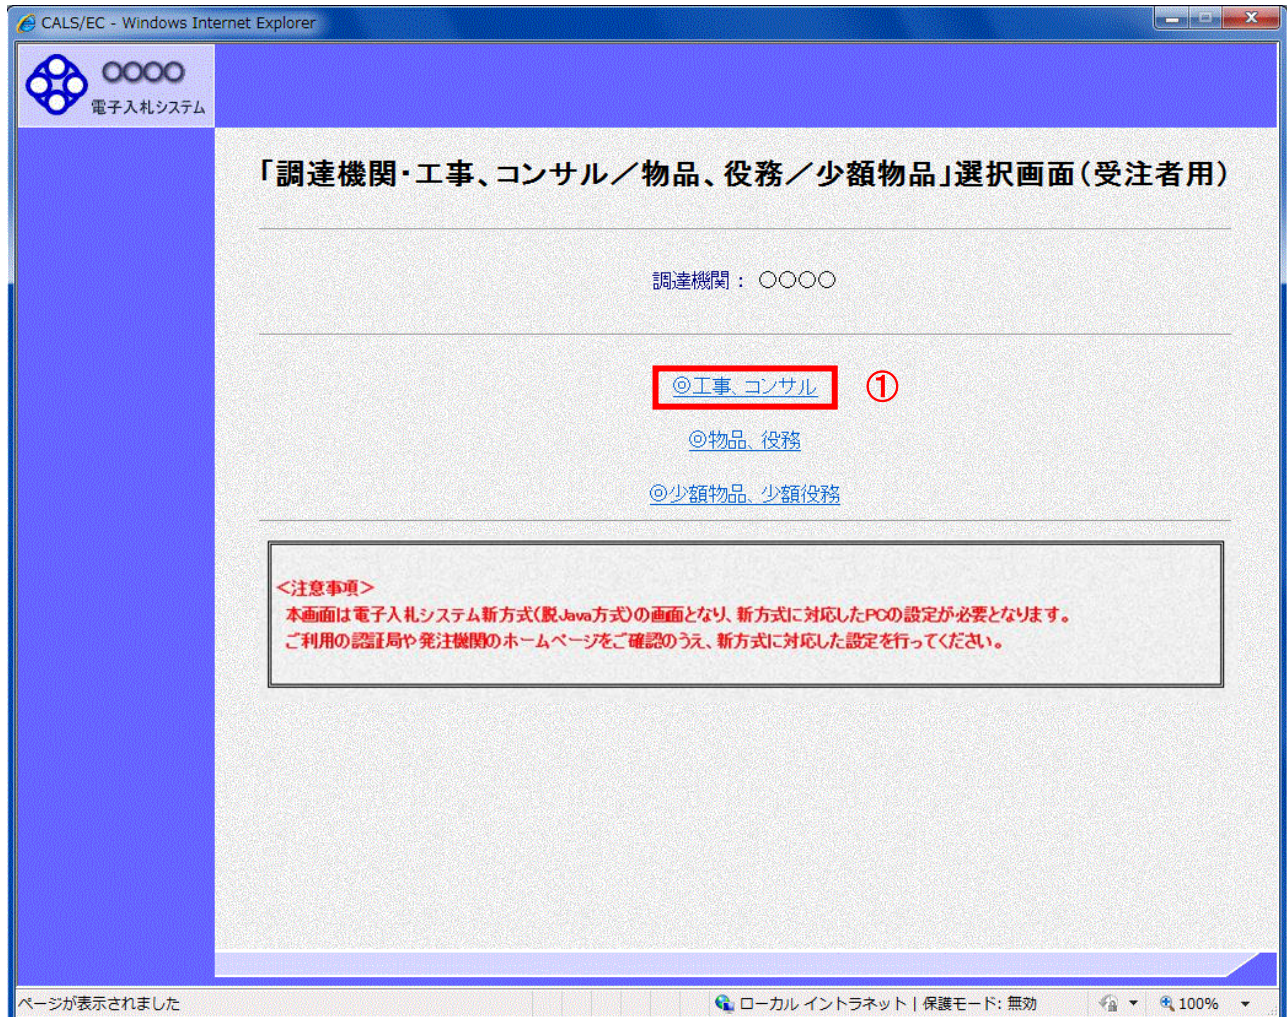 CALS/EC - Windows Internet Explorer
○○○○
電子入札システム
「調達機関・工事、コンサル／物品、役務／少額物品」選択画面（受注者用）
調達機関： ○○○○
◎工事、コンサル ①
◎物品、役務
◎少額物品、少額役務
＜注意事項＞
本画面は電子入札システム新方式(脱Java方式)の画面となり、新方式に対応したPCの設定が必要となります。
ご利用の認証局や発注機関のホームページをご確認のうえ、新方式に対応した設定を行ってください。
ページが表示されました
ローカル イントラネット | 保護モード: 無効
100%